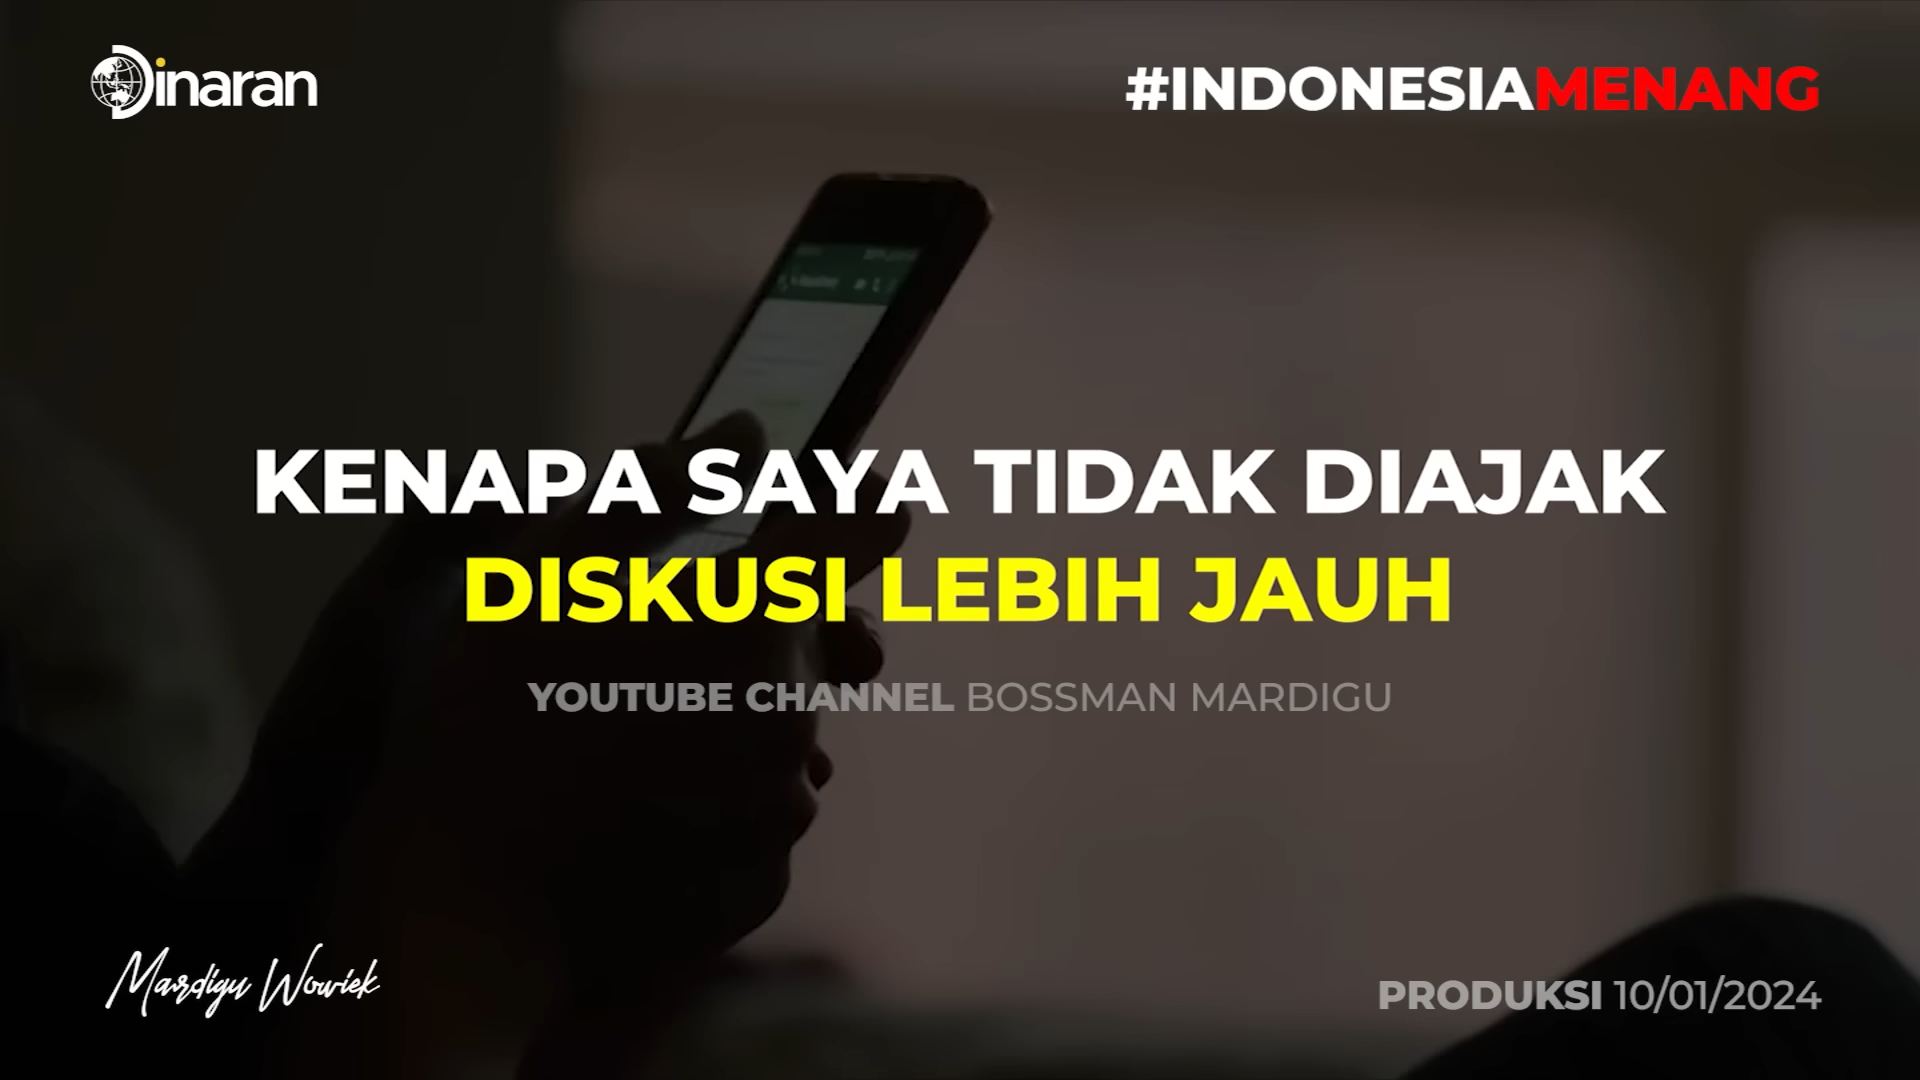 Dinaran
#INDONESIAMENANG
KENAPA SAYA TIDAK DIAJAK
DISKUSI LEBIH JAUH
YOUTUBE CHANNEL BOSSMAN MARDIGU
Mardigu Wowiek
PRODUKSI 10/01/2024